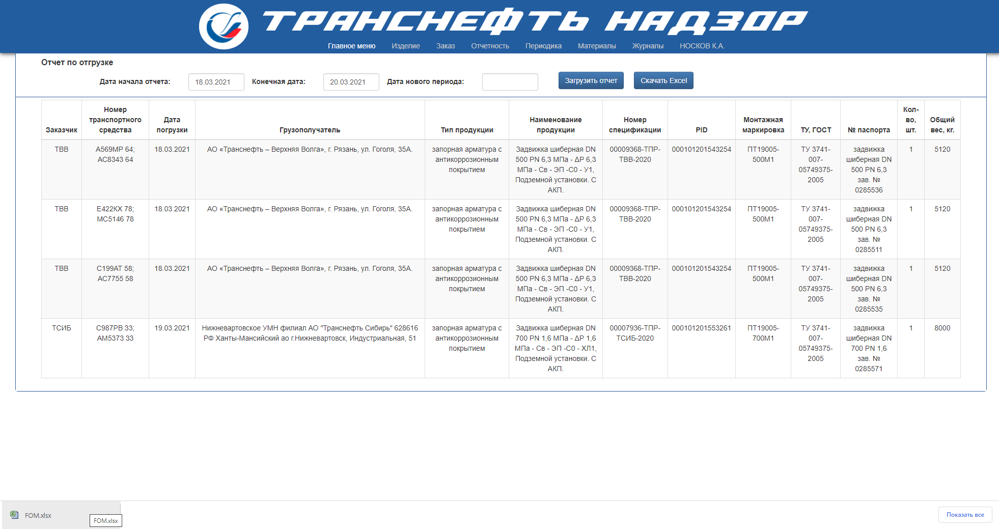 ТРАНСНЕФТЬ НАДЗОР
Главное меню Изделие Заказ Отчетность Периодика Материалы Журналы НОСКОВ К.А.
Отчет по отгрузке
Дата начала отчета: 18.03.2021 Конечная дата: 20.03.2021 Дата нового периода: Загрузить отчет Скачать Excel
Заказчик
Номер
транспортного
средства
Дата
погрузки
Грузополучатель
Тип продукции
Наименование
продукции
Номер
спецификации
PID
Монтажная
маркировка
ТУ, ГОСТ
№ паспорта
Кол-
во,
шт.
Общий
вес, кг.
ТВВ
А569МР 64;
АС8343 64
18.03.2021
АО «Транснефть – Верхняя Волга», г. Рязань, ул. Гоголя, 35А.
запорная арматура с
антикоррозионным
покрытием
Задвижка шиберная DN
500 PN 6,3 МПа - ΔP 6,3
МПа - Св - ЭП -С0 - У1,
Подземной установки. С
АКП.
00009368-ТПР-
ТВВ-2020
000101201543254
ПТ19005-
500М1
ТУ 3741-
007-
05749375-
2005
задвижка
шиберная DN
500 PN 6,3
зав. №
0285536
1
5120
ТВВ
Е422КХ 78;
МС5146 78
18.03.2021
АО «Транснефть – Верхняя Волга», г. Рязань, ул. Гоголя, 35А.
запорная арматура с
антикоррозионным
покрытием
Задвижка шиберная DN
500 PN 6,3 МПа - ΔP 6,3
МПа - Св - ЭП -С0 - У1,
Подземной установки. С
АКП.
00009368-ТПР-
ТВВ-2020
000101201543254
ПТ19005-
500М1
ТУ 3741-
007-
05749375-
2005
задвижка
шиберная DN
500 PN 6,3
зав. №
0285511
1
5120
ТВВ
С199АТ 58;
АС7755 58
18.03.2021
АО «Транснефть – Верхняя Волга», г. Рязань, ул. Гоголя, 35А.
запорная арматура с
антикоррозионным
покрытием
Задвижка шиберная DN
500 PN 6,3 МПа - ΔP 6,3
МПа - Св - ЭП -С0 - У1,
Подземной установки. С
АКП.
00009368-ТПР-
ТВВ-2020
000101201543254
ПТ19005-
500М1
ТУ 3741-
007-
05749375-
2005
задвижка
шиберная DN
500 PN 6,3
зав. №
0285535
1
5120
ТСИБ
С987РВ 33;
АМ5373 33
19.03.2021
Нижневартовское УМН филиал АО "Транснефть Сибирь" 628616
РФ Ханты-Мансийский ао г.Нижневартовск, Индустриальная, 51
запорная арматура с
антикоррозионным
покрытием
Задвижка шиберная DN
700 PN 1,6 МПа - ΔP 1,6
МПа - Св - ЭП -С0 - ХЛ1,
Подземной установки. С
АКП.
00007936-ТПР-
ТСИБ-2020
000101201553261
ПТ19005-
700М1
ТУ 3741-
007-
05749375-
2005
задвижка
шиберная DN
700 PN 1,6
зав. №
0285571
1
8000
FOM.xlsx
FOM.xlsx
Показать все